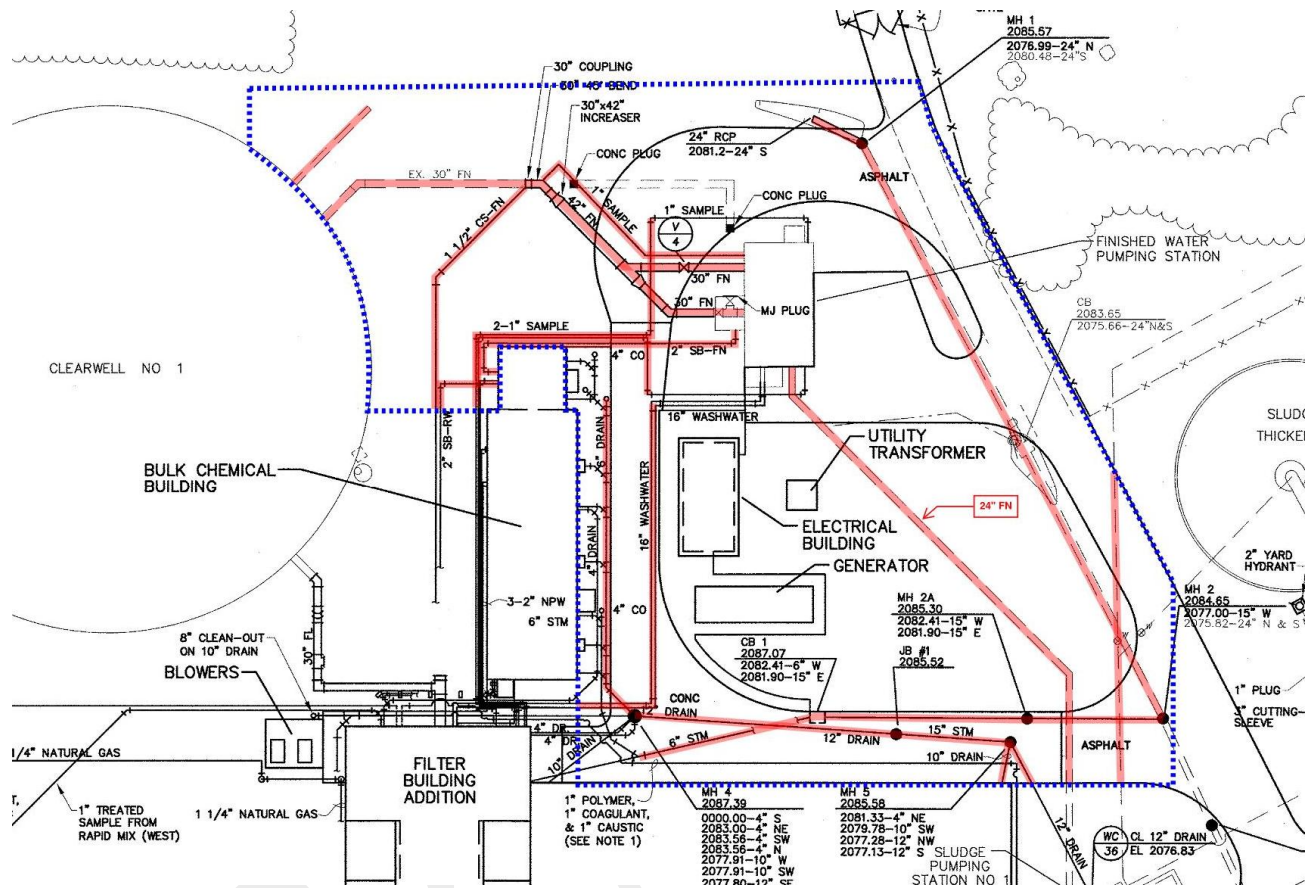 MH 1
2085.57
2076.99-24" N
2080.48-24"S
30" COUPLING
30" 45° BEND
30"x42"
INCREASER
24" RCP
2081.2-24" S
CONC PLUG
ASPHALT
EX. 30" FN
1" SAMPLE
CONC PLUG
42" FN
1" SAMPLE
1 1/2" CS-FN
V
4
FINISHED WATER
PUMPING STATION
30" FN
30" FN
MJ PLUG
CB
2083.65
2075.66-24"N&S
2-1" SAMPLE
4" CO
2" SB-FN
CLEARWELL NO 1
16" WASHWATER
2" SB-RW
6" DRAIN
UTILITY
TRANSFORMER
BULK CHEMICAL
BUILDING
16" WASHWATER
24" FN
ELECTRICAL
BUILDING
4" DRAIN
GENERATOR
2" YARD
HYDRANT
3-2" NPW
6" STM
4" CO
MH 2A
2085.30
2082.41-15" W
2081.90-15" E
MH 2
2084.65
2077.00-15" W
2075.82-24" N & S
8" CLEAN-OUT
ON 10" DRAIN
30" FL
CB 1
2087.07
2082.41-6" W
2081.90-15" E
JB #1
2085.52
BLOWERS
1" PLUG
3" CUTTING-
SLEEVE
CONC
DRAIN
4" DR
4" DR
10" DRAIN
6" STM
12" DRAIN
15" STM
10" DRAIN
ASPHALT
1/4" NATURAL GAS
FILTER
BUILDING
ADDITION
1" TREATED
SAMPLE FROM
RAPID MIX (WEST)
1 1/4" NATURAL GAS
1" POLYMER,
1" COAGULANT,
& 1" CAUSTIC
(SEE NOTE 1)
MH 4
2087.39
0000.00-4" S
2083.00-4" NE
2083.56-4" SW
2083.56-4" N
2077.91-10" W
2077.91-10" SW
2077.80-12" SE
MH 5
2085.58
2081.33-4" NE
2079.78-10" SW
2077.28-12" NW
2077.13-12" S
SLUDGE
PUMPING
STATION NO 1
12" DRAIN
WC
36
CL 12" DRAIN
EL 2076.83